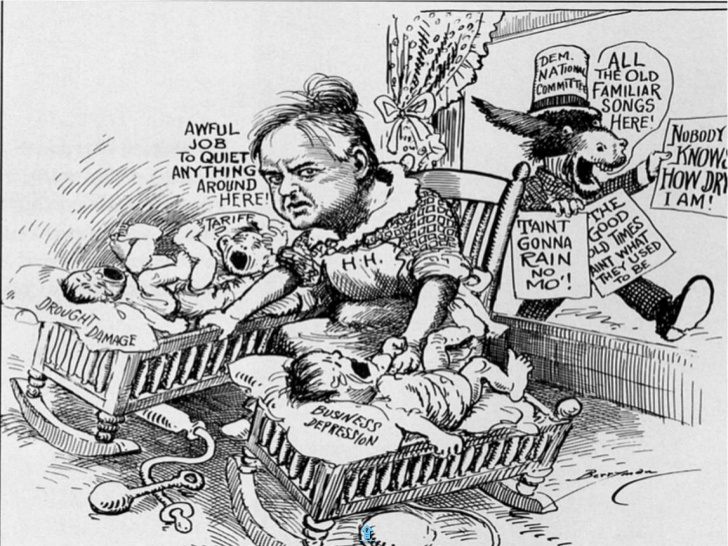 AWFUL
JOB
TO QUIET
ANYTHING
AROUND
HERE!
TARIFF
DROUGHT DAMAGE
H.H.
BUSINESS
DEPRESSION
DEM.
NATIONAL
COMMITTEE
ALL
THE OLD
FAMILIAR
SONGS
HERE!
NOBODY
KNOWS
HOW DRY
I AM!
'TAINT
GONNA
RAIN
NO
MO'!
THE
GOOD
OLD TIMES
AINT WHAT
THEY USED
TO BE
Berryman